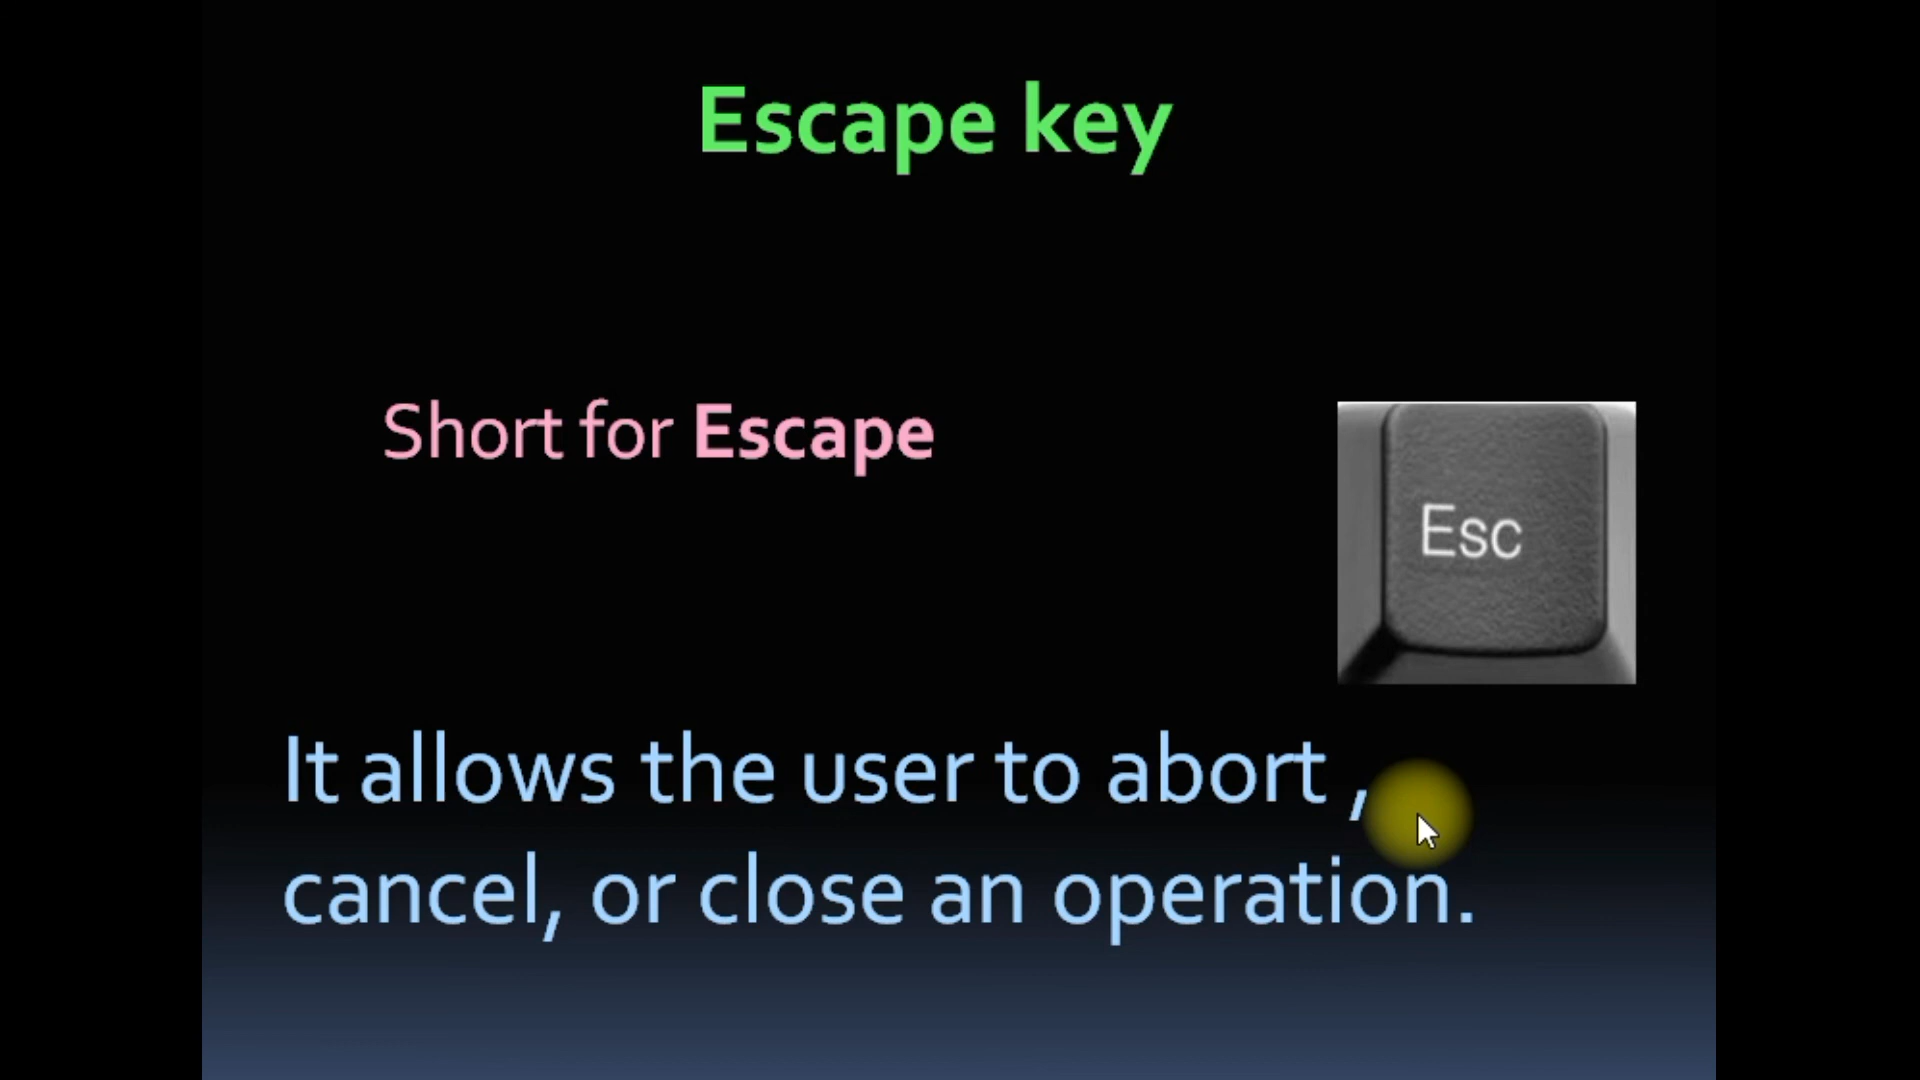 Escape key
Short for Escape
Esc
It allows the user to abort ,
cancel, or close an operation.